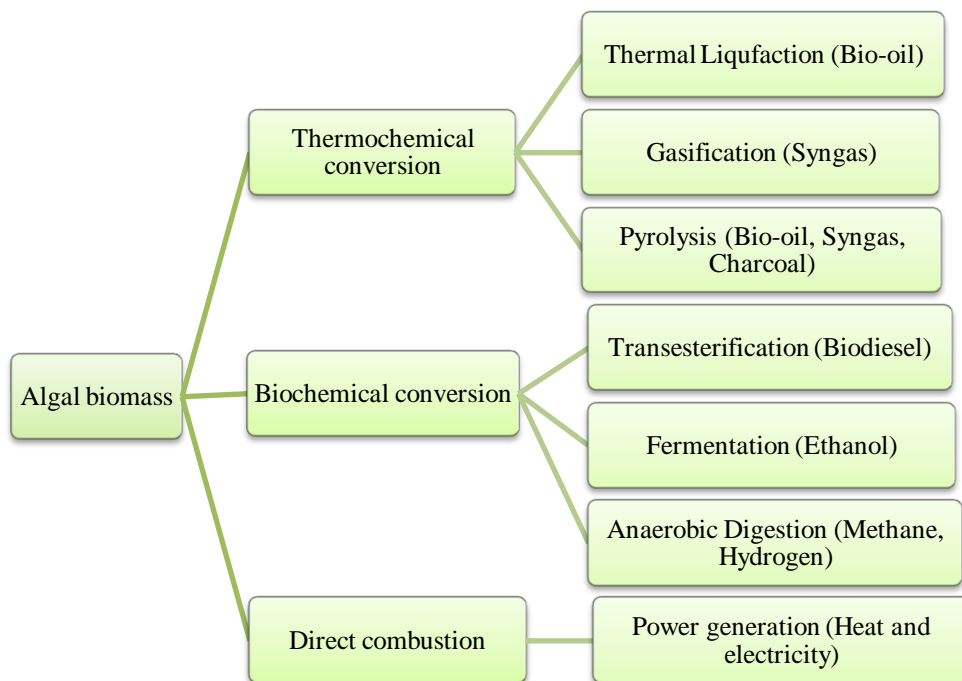 Algal biomass
Thermochemical
conversion
Thermal Liqufaction (Bio-oil)
Gasification (Syngas)
Pyrolysis (Bio-oil, Syngas,
Charcoal)
Biochemical conversion
Transesterification (Biodiesel)
Fermentation (Ethanol)
Anaerobic Digestion (Methane,
Hydrogen)
Direct combustion
Power generation (Heat and
electricity)